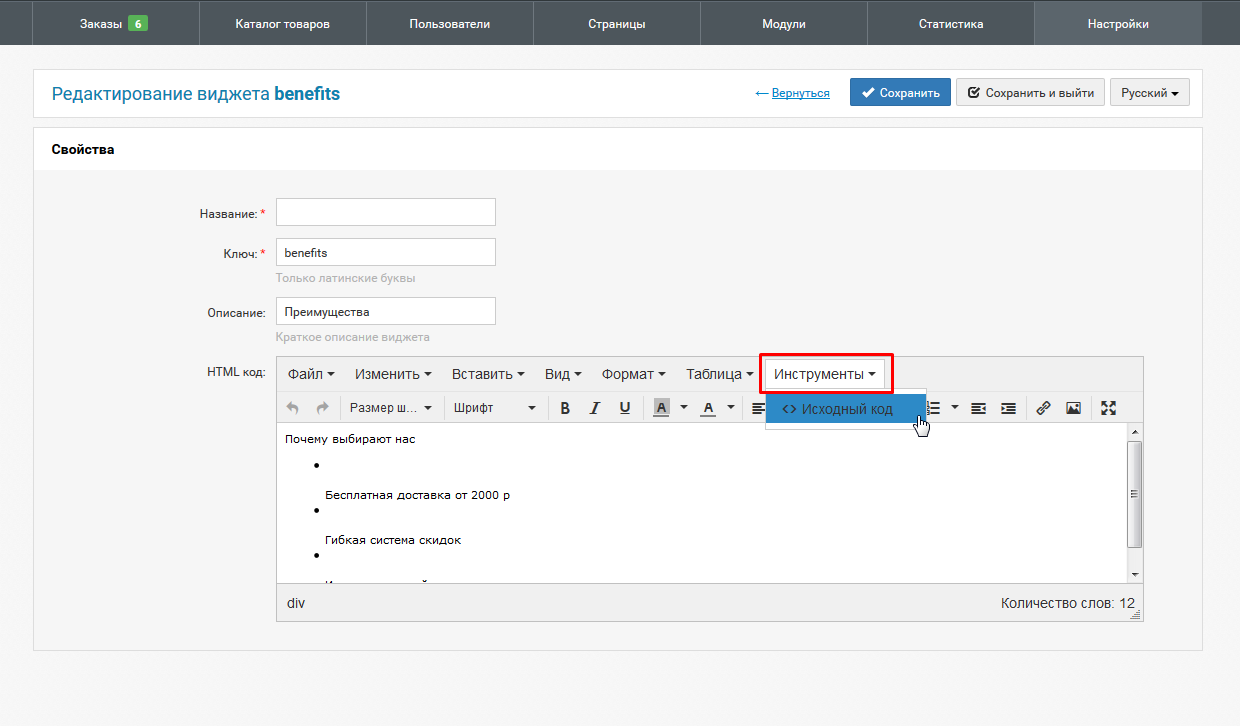 Заказы 6 Каталог товаров Пользователи Страницы Модули Статистика Настройки
Редактирование виджета benefits ← Вернуться Сохранить Сохранить и выйти Русский
Свойства
Название: *
Ключ: * benefits
Только латинские буквы
Описание: Преимущества
Краткое описание виджета
HTML код: Файл Изменить Вставить Вид Формат Таблица Инструменты
Размер ш... Шрифт B I U A A <> Исходный код
Почему выбирают нас
•
Бесплатная доставка от 2000 р
•
Гибкая система скидок
•
div Количество слов: 12